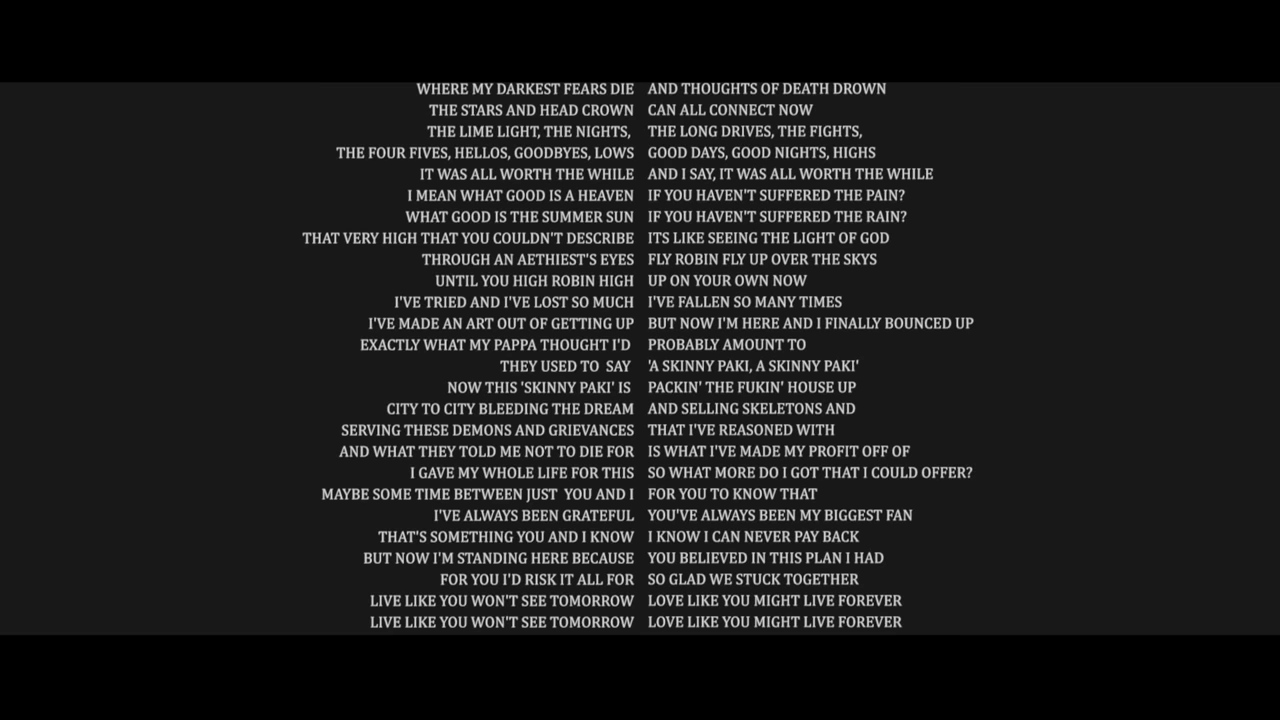 WHERE MY DARKEST FEARS DIE AND THOUGHTS OF DEATH DROWN
THE STARS AND HEAD CROWN CAN ALL CONNECT NOW
THE LIME LIGHT, THE NIGHTS, THE LONG DRIVES, THE FIGHTS,
THE FOUR FIVES, HELLOS, GOODBYES, LOWS GOOD DAYS, GOOD NIGHTS, HIGHS
IT WAS ALL WORTH THE WHILE AND I SAY, IT WAS ALL WORTH THE WHILE
I MEAN WHAT GOOD IS A HEAVEN IF YOU HAVEN'T SUFFERED THE PAIN?
WHAT GOOD IS THE SUMMER SUN IF YOU HAVEN'T SUFFERED THE RAIN?
THAT VERY HIGH THAT YOU COULDN'T DESCRIBE ITS LIKE SEEING THE LIGHT OF GOD
THROUGH AN AETHIEST'S EYES FLY ROBIN FLY UP OVER THE SKYS
UNTIL YOU HIGH ROBIN HIGH UP ON YOUR OWN NOW
I'VE TRIED AND I'VE LOST SO MUCH I'VE FALLEN SO MANY TIMES
I'VE MADE AN ART OUT OF GETTING UP BUT NOW I'M HERE AND I FINALLY BOUNCED UP
EXACTLY WHAT MY PAPPA THOUGHT I'D PROBABLY AMOUNT TO
THEY USED TO SAY 'A SKINNY PAKI, A SKINNY PAKI'
NOW THIS 'SKINNY PAKI' IS PACKIN' THE FUKIN' HOUSE UP
CITY TO CITY BLEEDING THE DREAM AND SELLING SKELETONS AND
SERVING THESE DEMONS AND GRIEVANCES THAT I'VE REASONED WITH
AND WHAT THEY TOLD ME NOT TO DIE FOR IS WHAT I'VE MADE MY PROFIT OFF OF
I GAVE MY WHOLE LIFE FOR THIS SO WHAT MORE DO I GOT THAT I COULD OFFER?
MAYBE SOME TIME BETWEEN JUST YOU AND I FOR YOU TO KNOW THAT
I'VE ALWAYS BEEN GRATEFUL YOU'VE ALWAYS BEEN MY BIGGEST FAN
THAT'S SOMETHING YOU AND I KNOW I KNOW I CAN NEVER PAY BACK
BUT NOW I'M STANDING HERE BECAUSE YOU BELIEVED IN THIS PLAN I HAD
FOR YOU I'D RISK IT ALL FOR SO GLAD WE STUCK TOGETHER
LIVE LIKE YOU WON'T SEE TOMORROW LOVE LIKE YOU MIGHT LIVE FOREVER
LIVE LIKE YOU WON'T SEE TOMORROW LOVE LIKE YOU MIGHT LIVE FOREVER